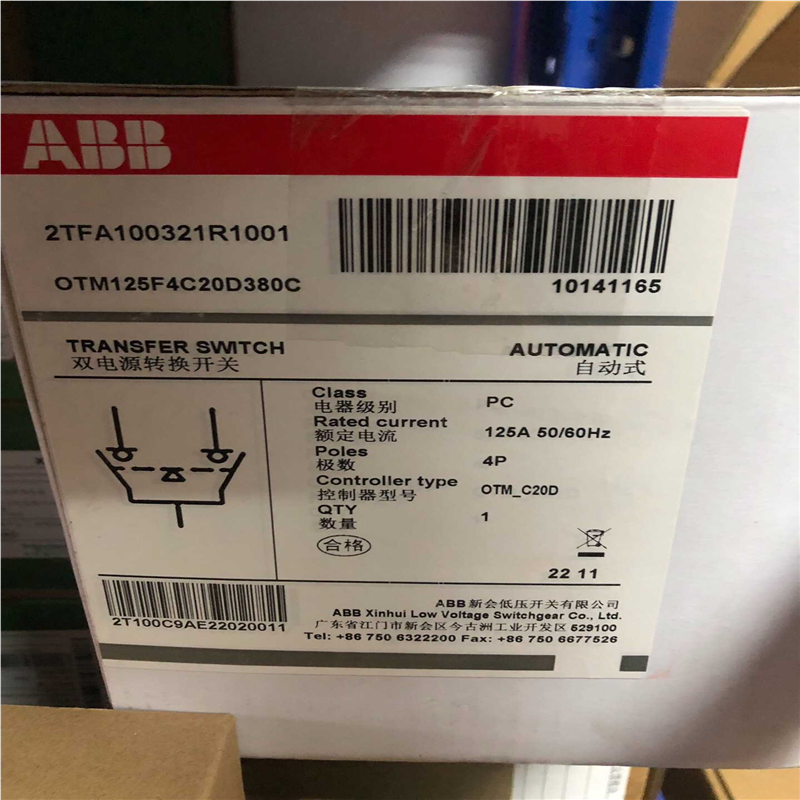 ABB
2TFA100321R1001
OTM125F4C20D380C
10141165
TRANSFER SWITCH
双电源转换开关
AUTOMATIC
自动式
Class
电器级别
PC
Rated current
额定电流
125A 50/60Hz
Poles
极数
4P
Controller type
控制器型号
OTM_C20D
QTY
数量
1
合格
22 11
2T100C9AE22020011
ABB新会低压开关有限公司
ABB Xinhui Low Voltage Switchgear Co., Ltd.
广东省江门市新会区今古洲工业开发区 529100
Tel: +86 750 6322200 Fax: +86 750 6677526